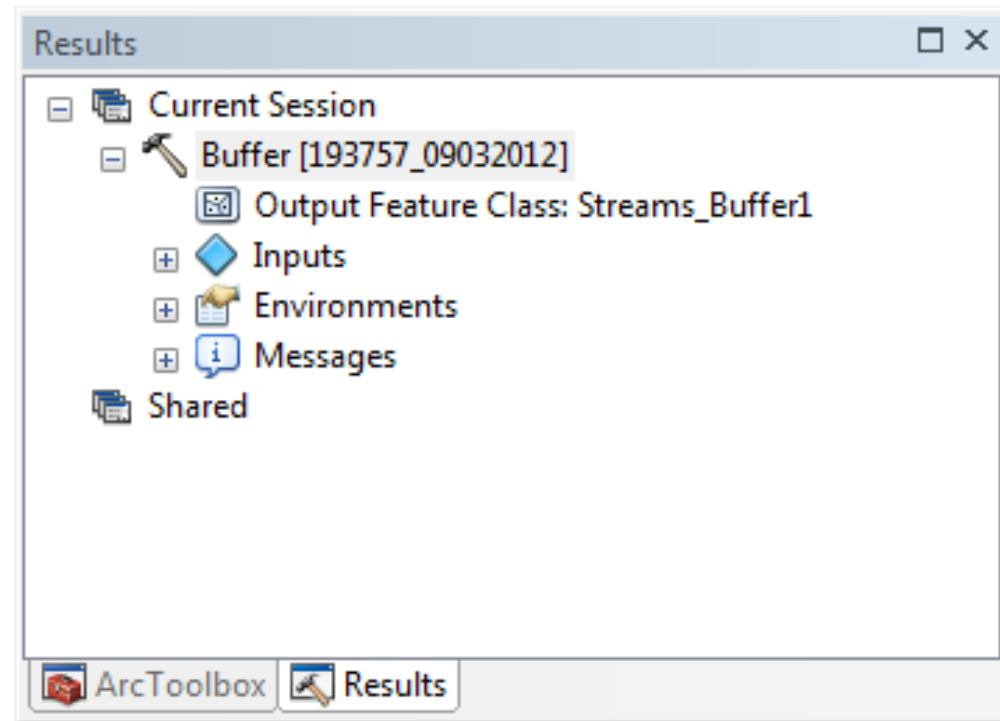 Results
Current Session
Buffer [193757_09032012]
Output Feature Class: Streams_Buffer1
Inputs
Environments
Messages
Shared
ArcToolbox Results